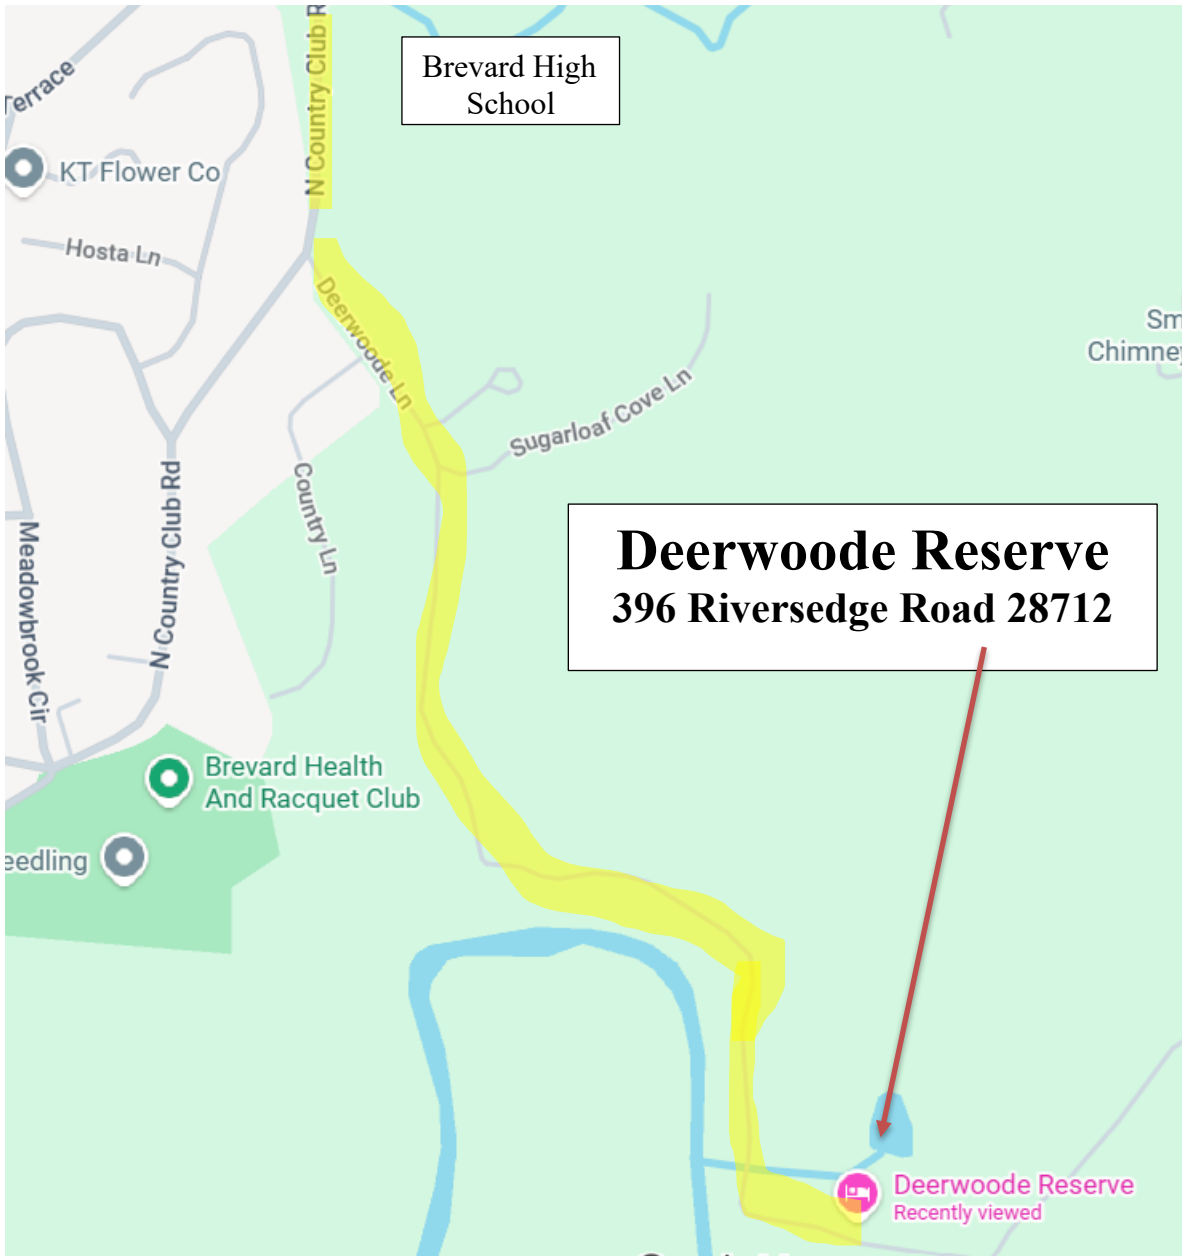 N Country Club R
Brevard High
School
Terrace
KT Flower Co
Hosta Ln
Deerwoode Ln
Sm
Chimney
Sugarloaf Cove Ln
Country Ln
N Country Club Rd
Meadowbrook Cir
Deerwoode Reserve
396 Riversedge Road 28712
Brevard Health
And Racquet Club
eedling
Deerwoode Reserve
Recently viewed